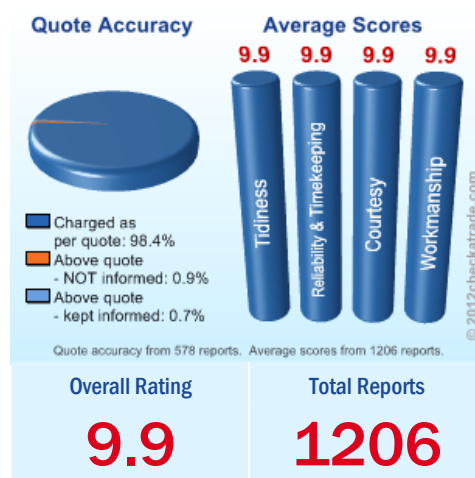 Quote Accuracy
Average Scores
9.9 9.9 9.9 9.9
Tidiness
Reliability & Timekeeping
Courtesy
Workmanship
Charged as
per quote: 98.4%
Above quote
- NOT informed: 0.9%
Above quote
- kept informed: 0.7%
© 2012checkatrade.com
Quote accuracy from 578 reports. Average scores from 1206 reports.
Overall Rating
9.9
Total Reports
1206